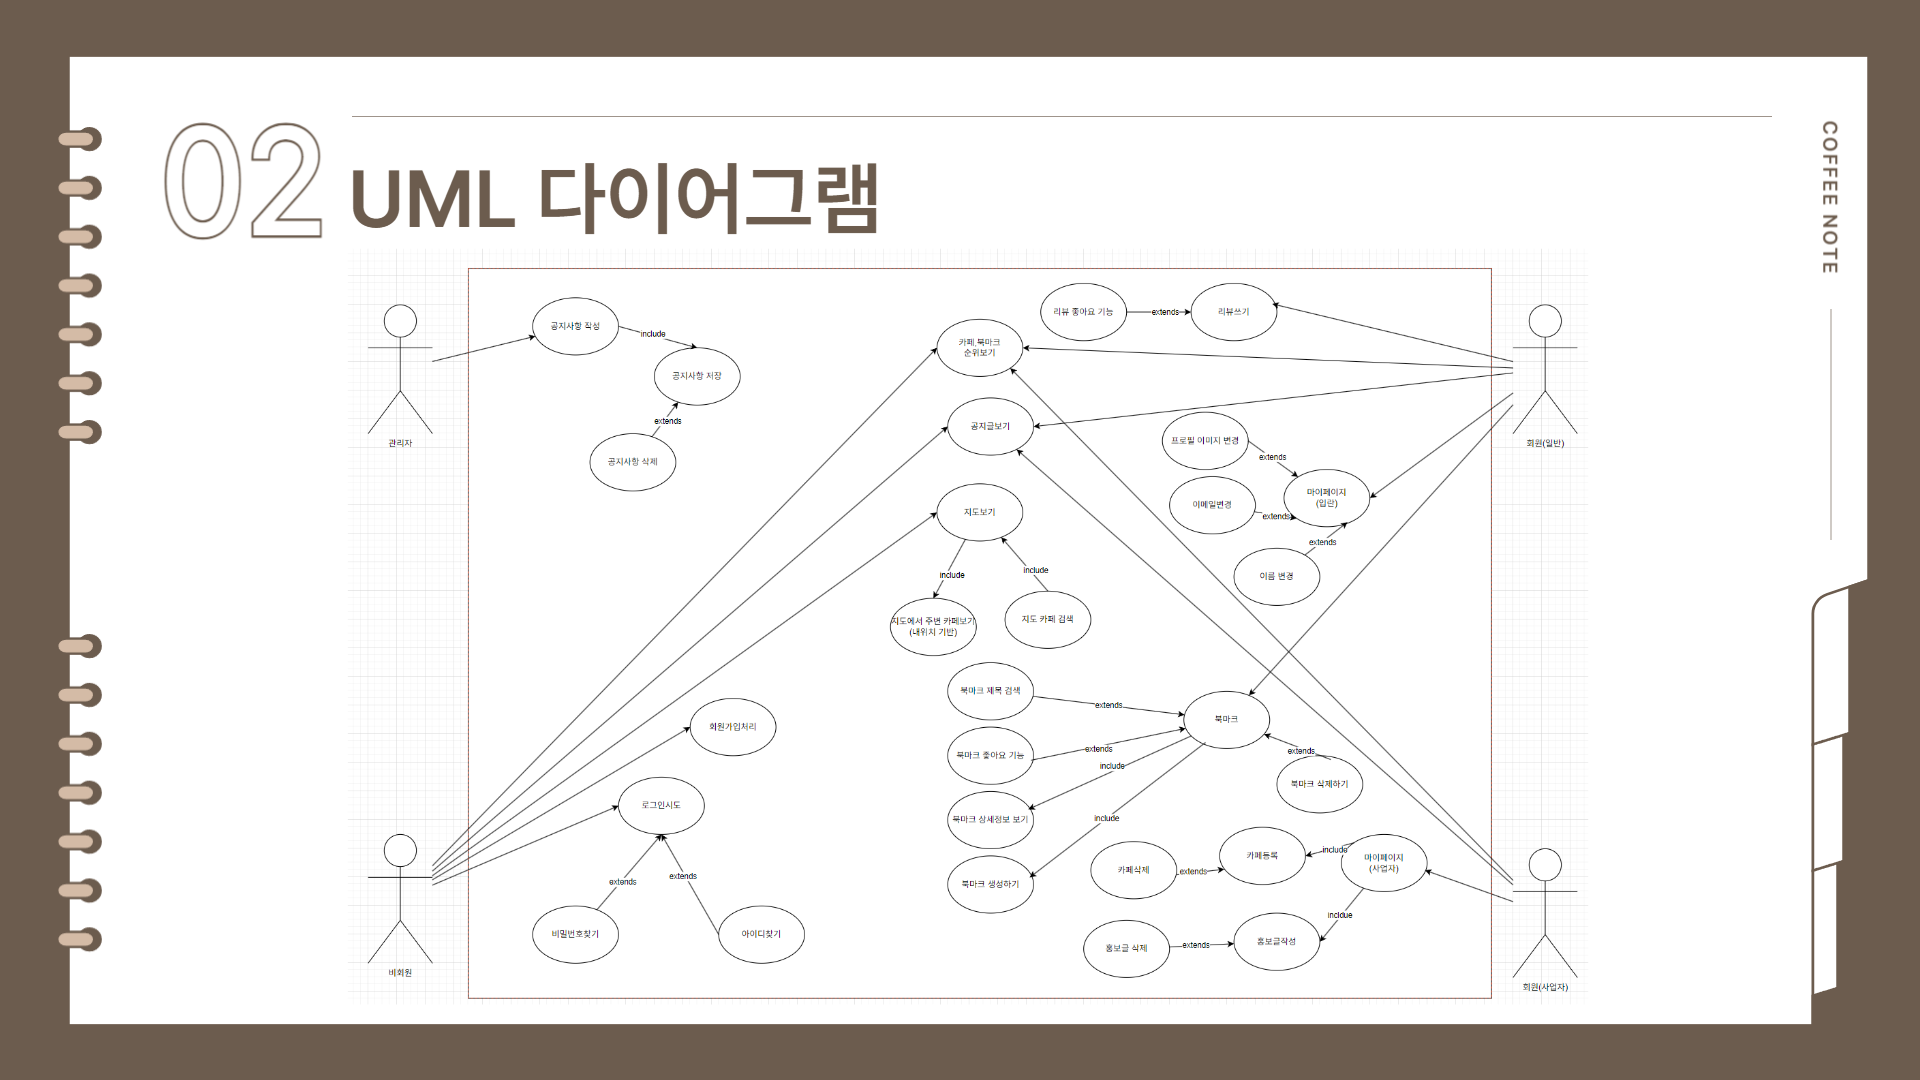 02
UML 다이어그램
COFFEE NOTE
관리자
공지사항 작성
include
공지사항 저장
extends
공지사항 삭제
리뷰 좋아요 기능
extends
리뷰쓰기
카페,북마크
순위보기
공지글보기
지도보기
include
include
지도에서 주변 카페보기
(내위치 기반)
지도 카페 검색
회원(일반)
프로필 이미지 변경
extends
이메일변경
extends
마이페이지
extends
이름 변경
북마크 제목 검색
extends
북마크
북마크 좋아요 기능
extends
include
extends
북마크 삭제하기
북마크 상세정보 보기
include
북마크 생성하기
회원가입처리
로그인시도
extends
extends
비밀번호찾기
아이디찾기
비회원
카페삭제
extends
카페등록
include
마이페이지
(사업자)
incldue
홍보글 삭제
extends
홍보글작성
회원(사업자)